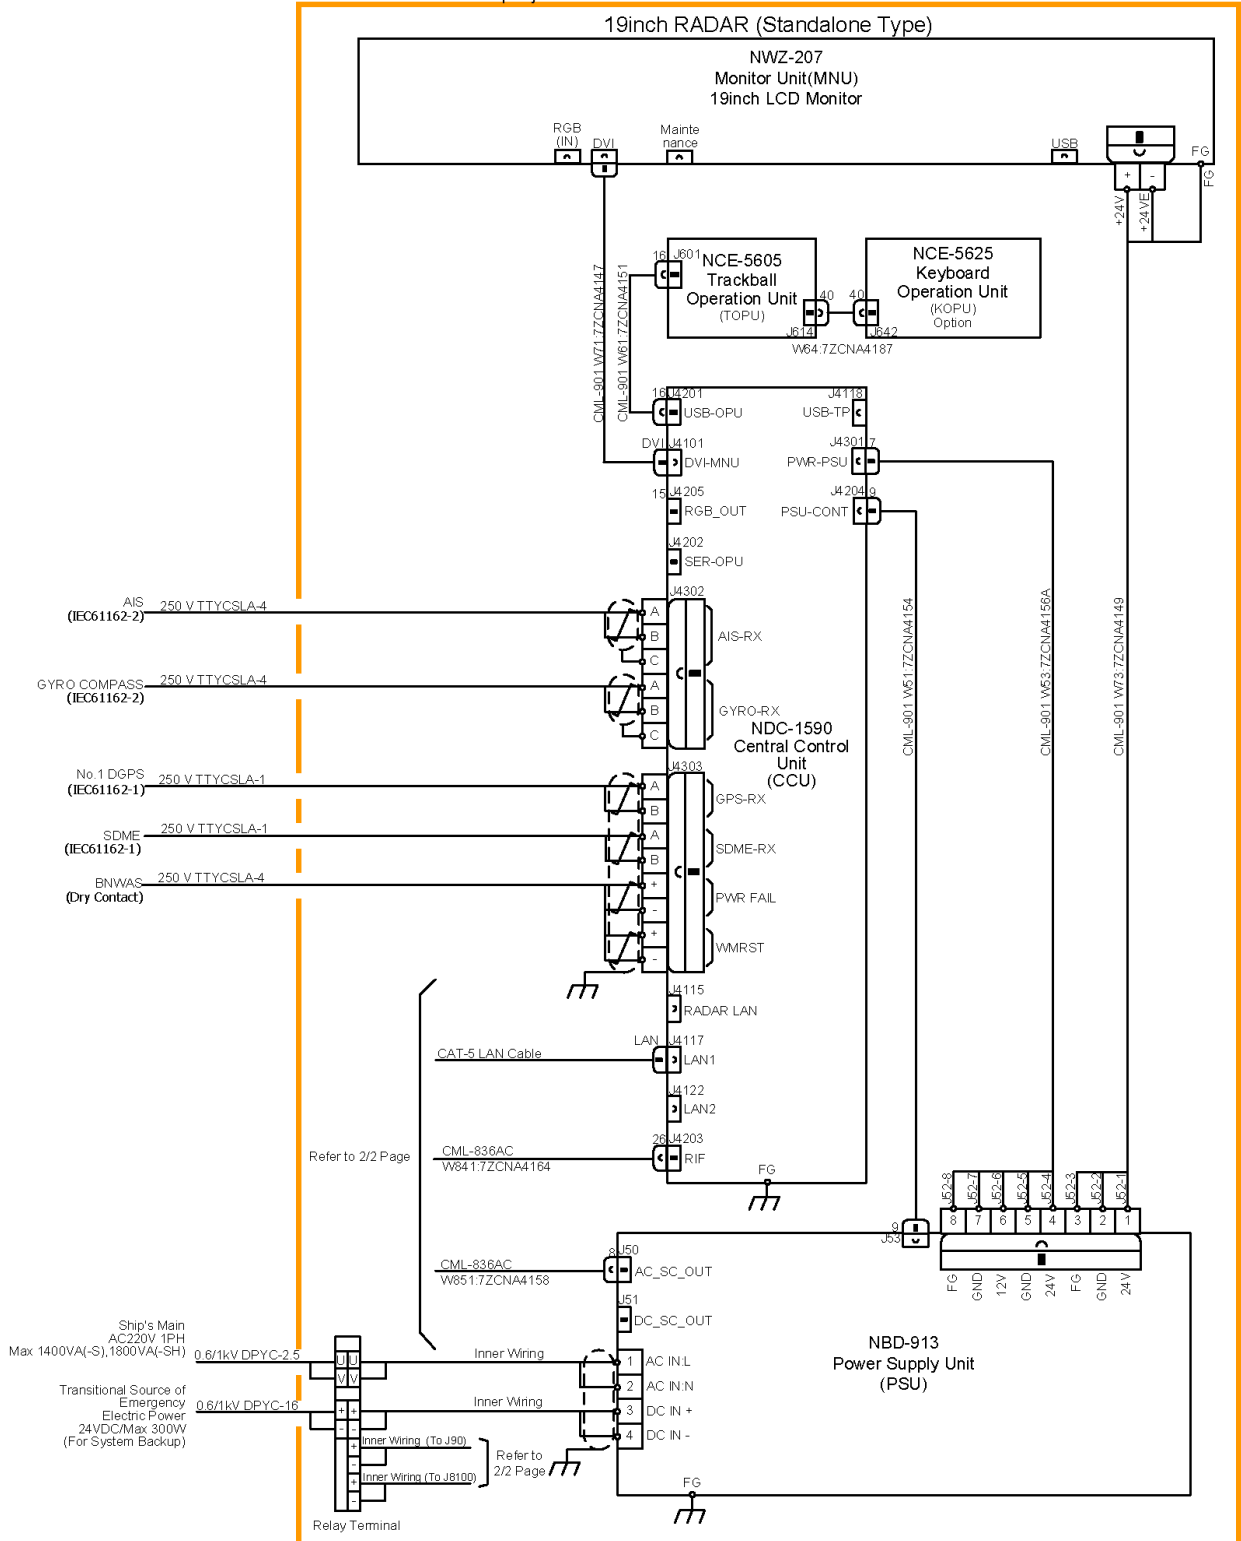 19inch RADAR (Standalone Type)
NWZ-207
Monitor Unit(MNU)
19inch LCD Monitor
RGB
(IN)
DVI
Mainte
nance
USB
FG
+
-
FG
+24V
+24VE
CML-901 W71:7ZCNA4147
CML-901 W61:7ZCNA4151
16
J601
NCE-5605
Trackball
Operation Unit
(TOPU)
40
J614
40
J642
NCE-5625
Keyboard
Operation Unit
(KOPU)
Option
W64:7ZCNA4187
16
J4201
USB-OPU
J4118
USB-TP
DVI
J4101
DVI-MNU
J4301
7
PWR-PSU
15
J4205
RGB_OUT
J4204
9
PSU-CONT
J4202
SER-OPU
J4302
AIS
(IEC61162-2)
250 V TTYCSLA-4
A
B
C
AIS-RX
GYRO COMPASS
(IEC61162-2)
250 V TTYCSLA-4
A
B
C
GYRO-RX
NDC-1590
Central Control
Unit
(CCU)
CML-901 W51:7ZCNA4154
CML-901 W53:7ZCNA4156A
CML-901 W73:7ZCNA4149
J4303
No.1 DGPS
(IEC61162-1)
250 V TTYCSLA-1
A
B
GPS-RX
SDME
(IEC61162-1)
250 V TTYCSLA-1
A
B
SDME-RX
BNWAS
(Dry Contact)
250 V TTYCSLA-4
+
-
PWR FAIL
+
-
WMRST
J4115
RADAR LAN
CAT-5 LAN Cable
LAN
J4117
LAN1
J4122
LAN2
Refer to 2/2 Page
CML-836AC
W841:7ZCNA4164
26
J4203
RIF
FG
J52-8
J52-7
J52-6
J52-5
J52-4
J52-3
J52-2
J52-1
8 7 6 5 4 3 2 1
9
J53
FG
GND
12V
GND
24V
FG
GND
24V
CML-836AC
W851:7ZCNA4158
8
J50
AC_SC_OUT
J51
DC_SC_OUT
NBD-913
Power Supply Unit
(PSU)
Ship's Main
AC220V 1PH
Max 1400VA(-S),1800VA(-SH)
0.6/1kV DPYC-2.5
U U
V V
Inner Wiring
1 AC IN:L
2 AC IN:N
Transitional Source of
Emergency
Electric Power
24VDC/Max 300W
(For System Backup)
0.6/1kV DPYC-16
+ +
- -
Inner Wiring
3 DC IN +
4 DC IN -
+
Inner Wiring (To J90)
-
+
Inner Wiring (To J8100)
-
Refer to
2/2 Page
FG
Relay Terminal